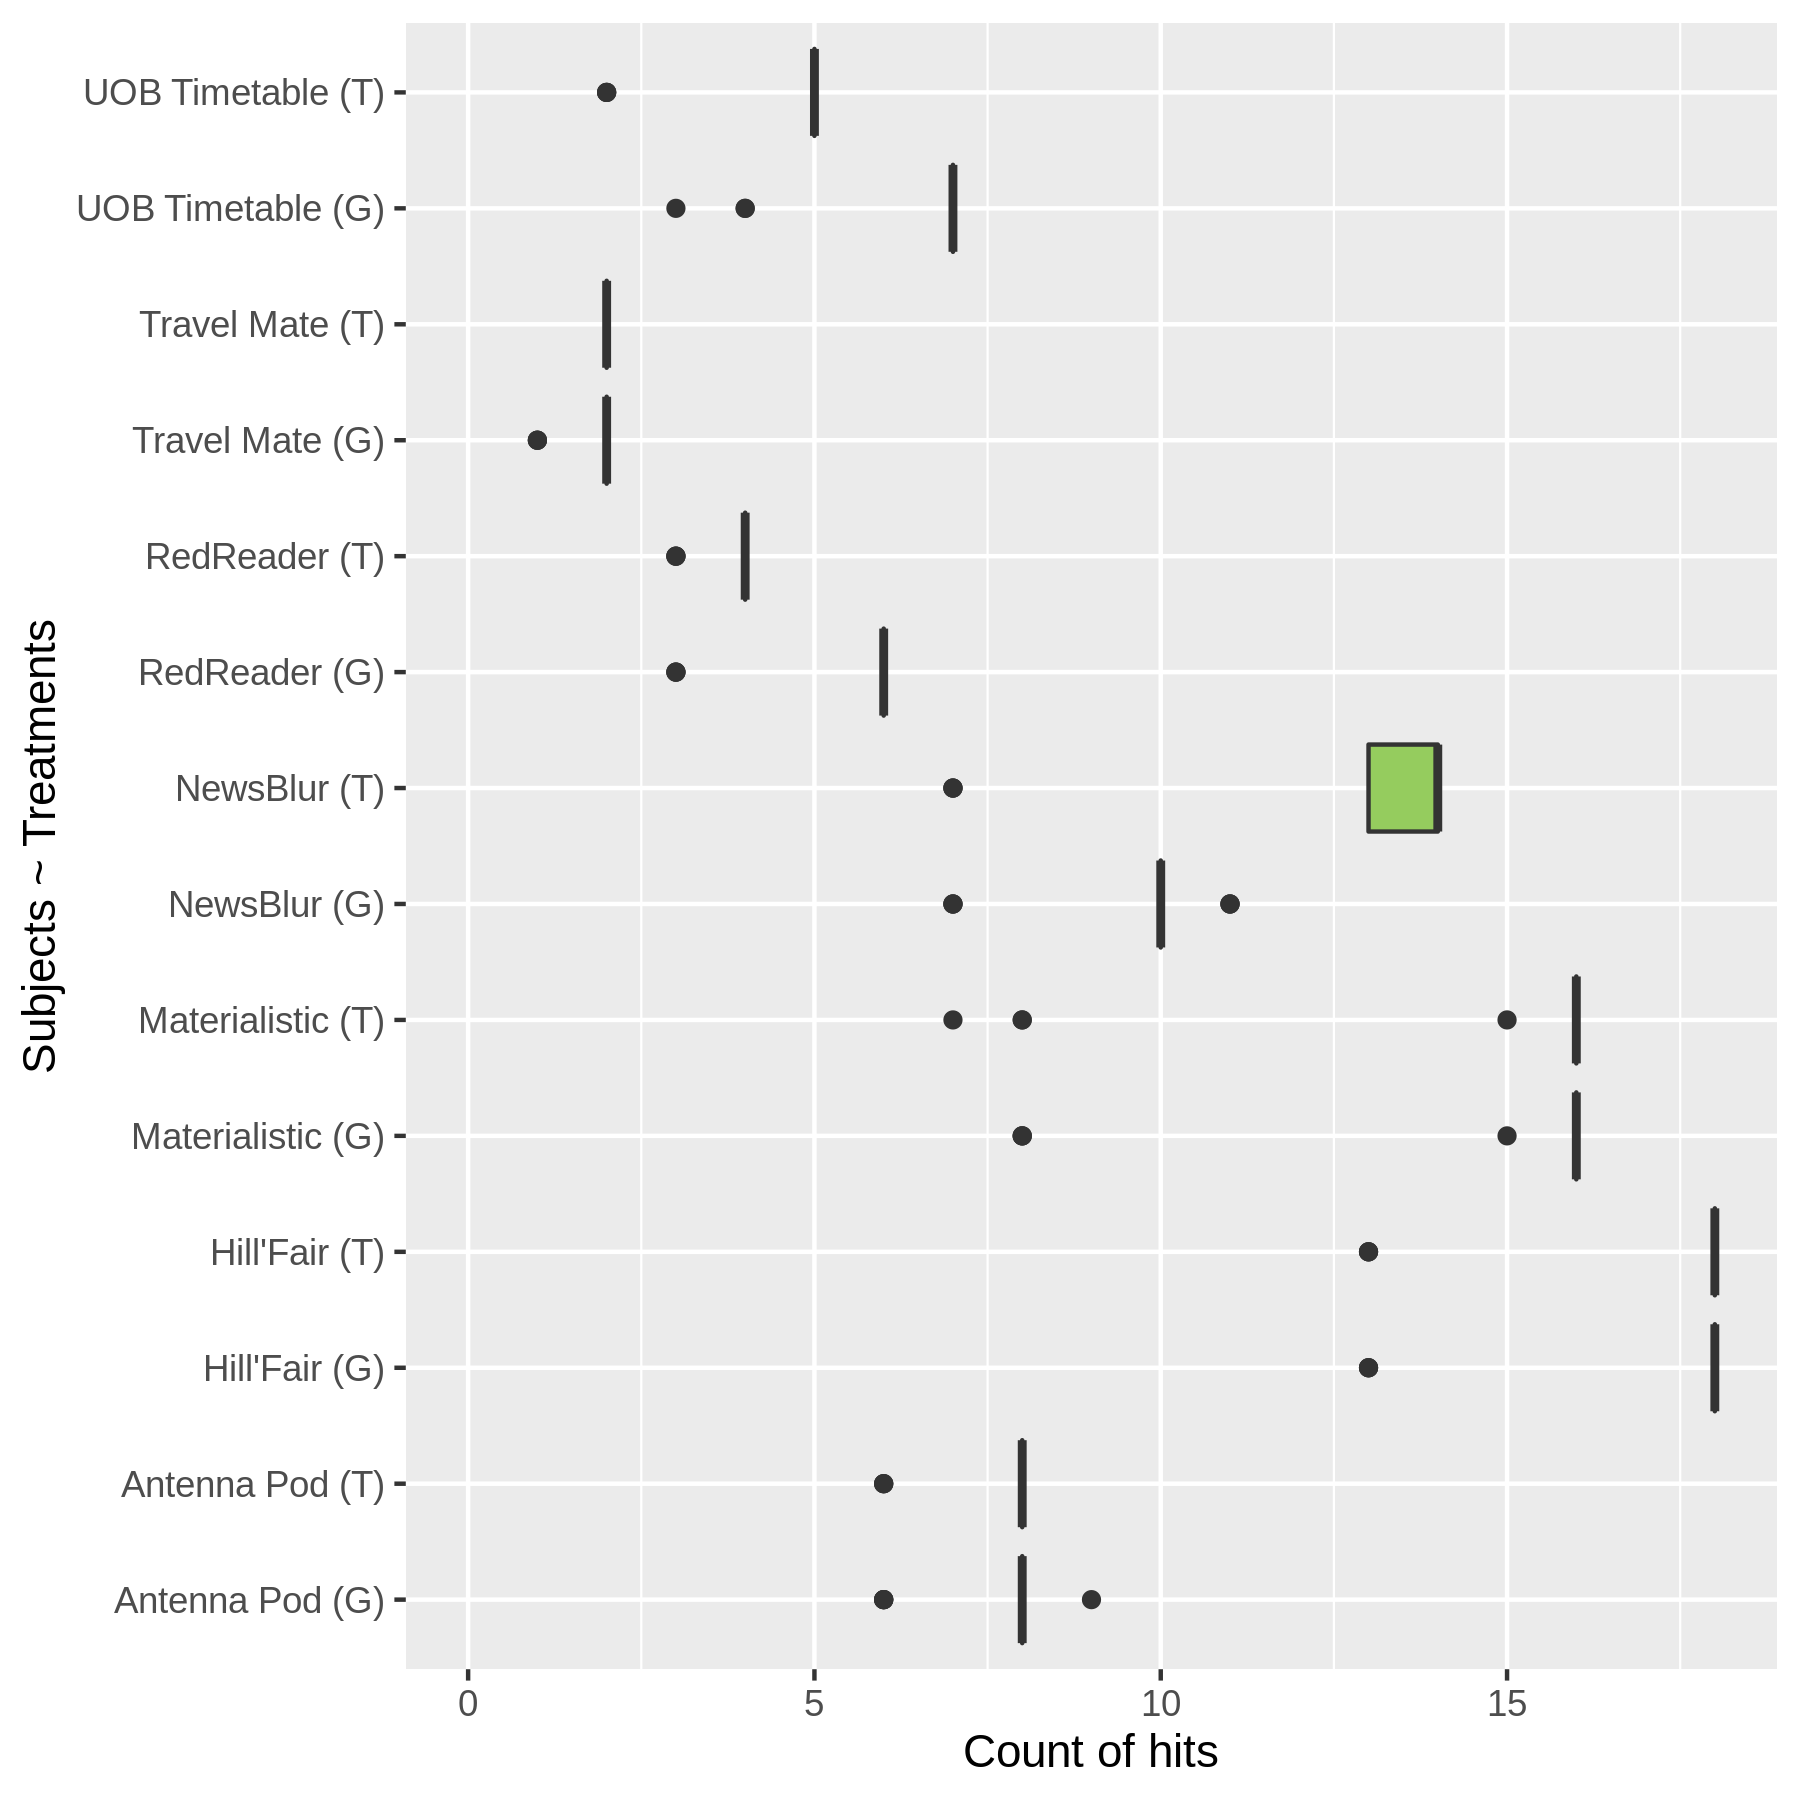 Subjects ~ Treatments
UOB Timetable (T)
UOB Timetable (G)
Travel Mate (T)
Travel Mate (G)
RedReader (T)
RedReader (G)
NewsBlur (T)
NewsBlur (G)
Materialistic (T)
Materialistic (G)
Hill'Fair (T)
Hill'Fair (G)
Antenna Pod (T)
Antenna Pod (G)
0 5 10 15
Count of hits